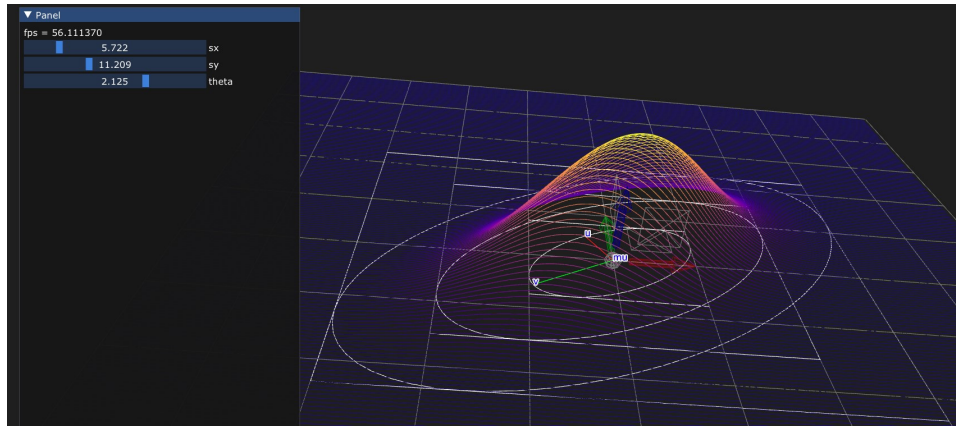 Panel
fps = 56.111370
5.722 sx
11.209 sy
2.125 theta
u
mu
v